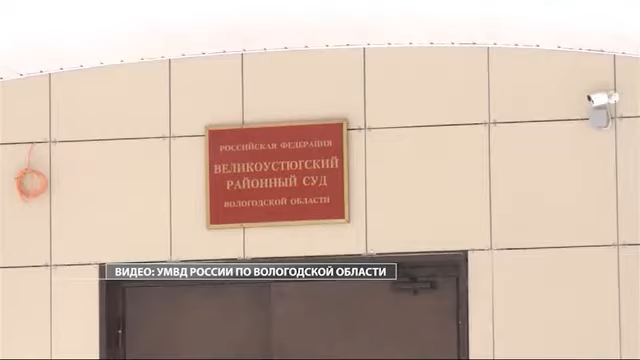 РОССИЙСКАЯ ФЕДЕРАЦИЯ
ВЕЛИКОУСТЮГСКИЙ
РАЙОННЫЙ СУД
ВОЛОГОДСКОЙ ОБЛАСТИ
ВИДЕО: УМВД РОССИИ ПО ВОЛОГОДСКОЙ ОБЛАСТИ